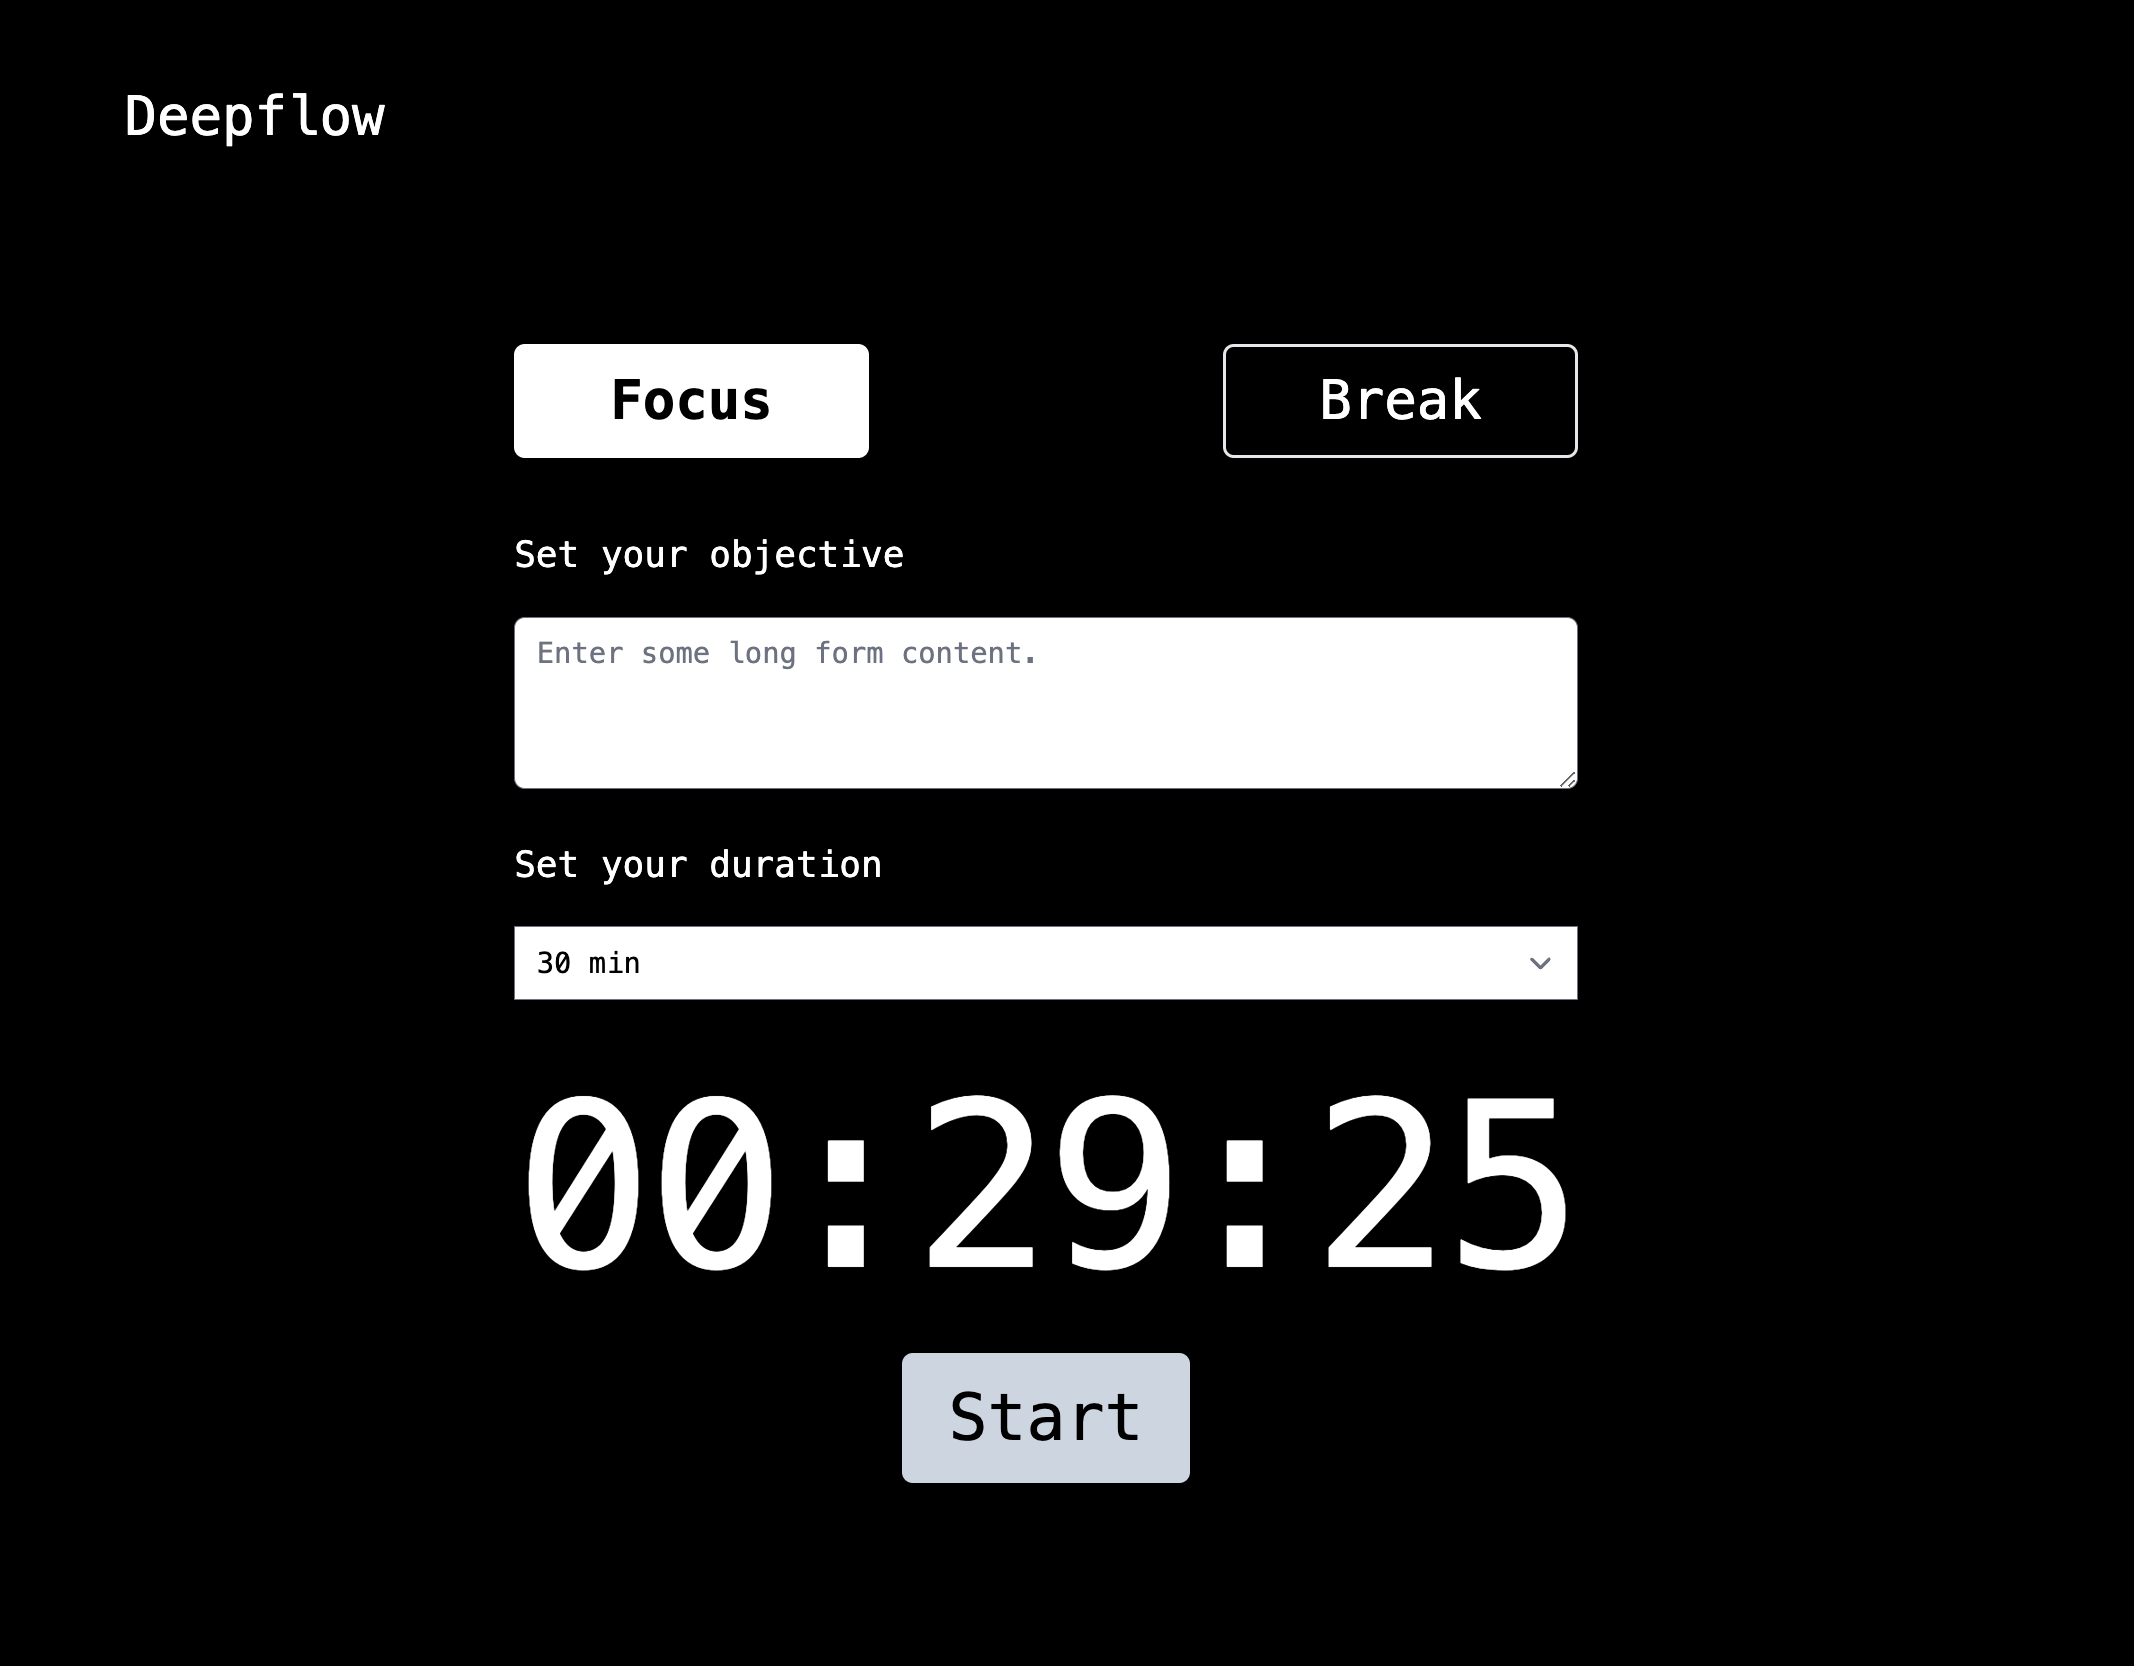 Deepflow
Focus
Break
Set your objective
Enter some long form content.
Set your duration
30 min
00:29:25
Start